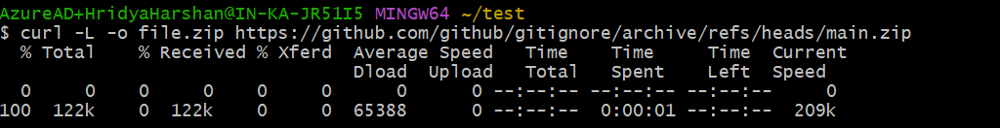 AzureAD+HridyaHarshan@IN-KA-JR51I5 MINGW64 ~/test
$ curl -L -o file.zip https://github.com/github/gitignore/archive/refs/heads/main.zip
  % Total    % Received % Xferd  Average Speed   Time    Time     Time  Current
                                 Dload  Upload   Total   Spent    Left  Speed
  0     0    0     0    0     0      0      0 --:--:-- --:--:-- --:--:--     0
100  122k    0  122k    0     0  65388      0 --:--:--  0:00:01 --:--:--  209k